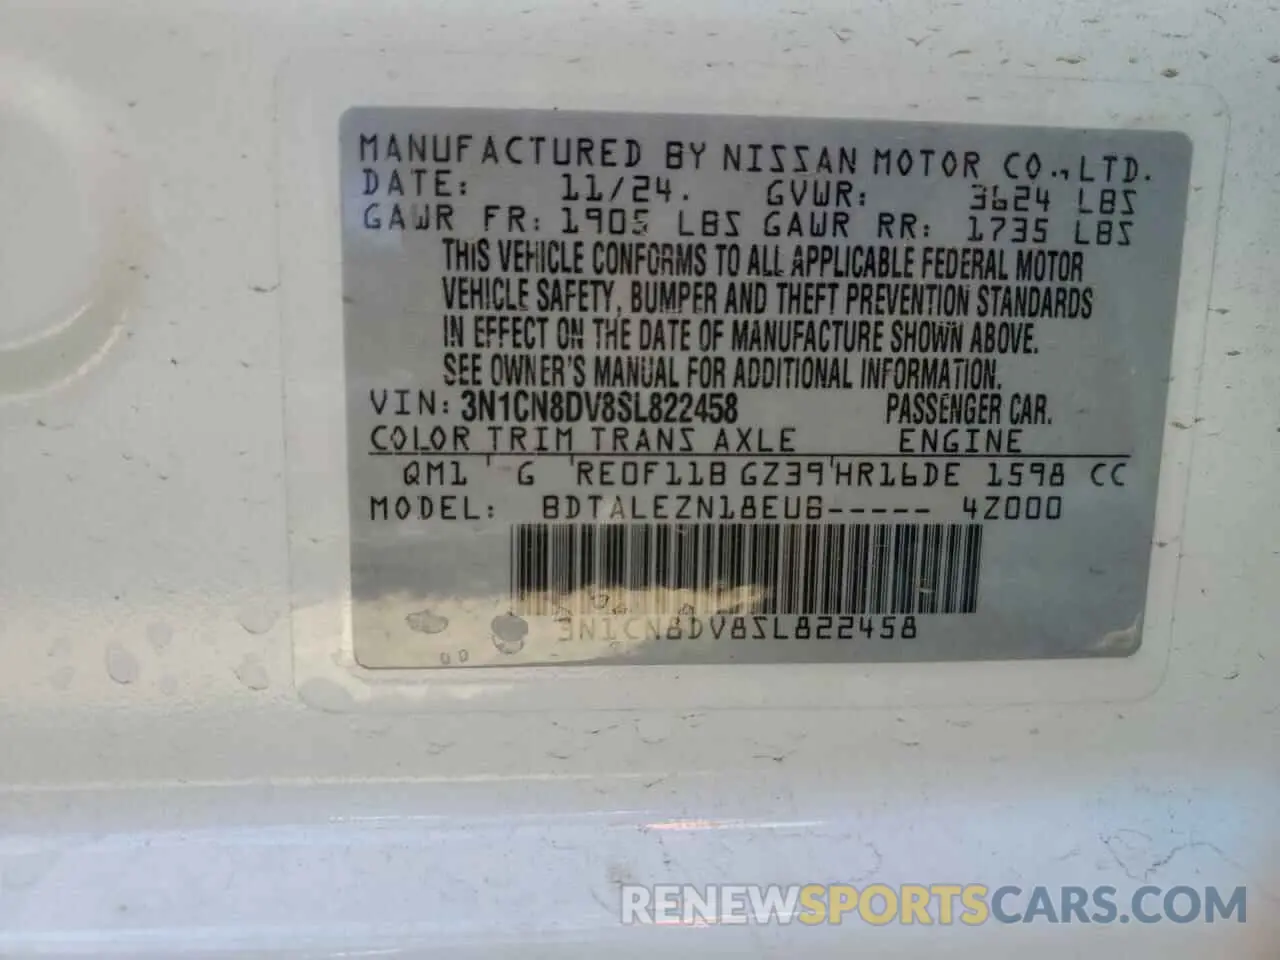 MANUFACTURED BY NISSAN MOTOR CO., LTD.
DATE: 11/24. GVWR: 3624 LBS
GAWR FR: 1905 LBS GAWR RR: 1735 LBS
THIS VEHICLE CONFORMS TO ALL APPLICABLE FEDERAL MOTOR
VEHICLE SAFETY, BUMPER AND THEFT PREVENTION STANDARDS
IN EFFECT ON THE DATE OF MANUFACTURE SHOWN ABOVE.
SEE OWNER'S MANUAL FOR ADDITIONAL INFORMATION.
VIN: 3N1CN8DV8SL822458 PASSENGER CAR.
COLOR TRIM TRANS AXLE ENGINE
QM1 G RE0F11B GZ39 HR16DE 1598 CC
MODEL: BDTALEZN18EU6----- 4Z000
3N1CN8DV8SL822458
RENEWSPORTSCARS.COM